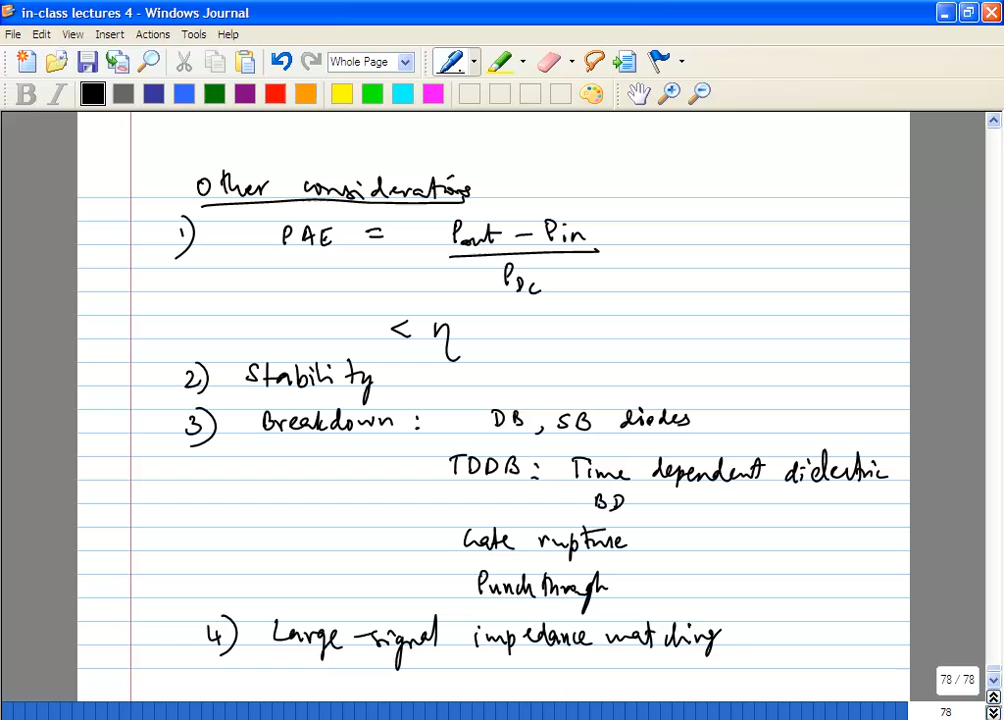 in-class lectures 4 - Windows Journal
File Edit View Insert Actions Tools Help
Whole Page
B I
Other considerations
1) PAE = Pout - Pin
PDC
< η
2) Stability
3) Breakdown : DB, SB diodes
TDDB : Time dependent dielectric
BD
Gate rupture
Punchthrough
4) Large-signal impedance matching
78 / 78
78